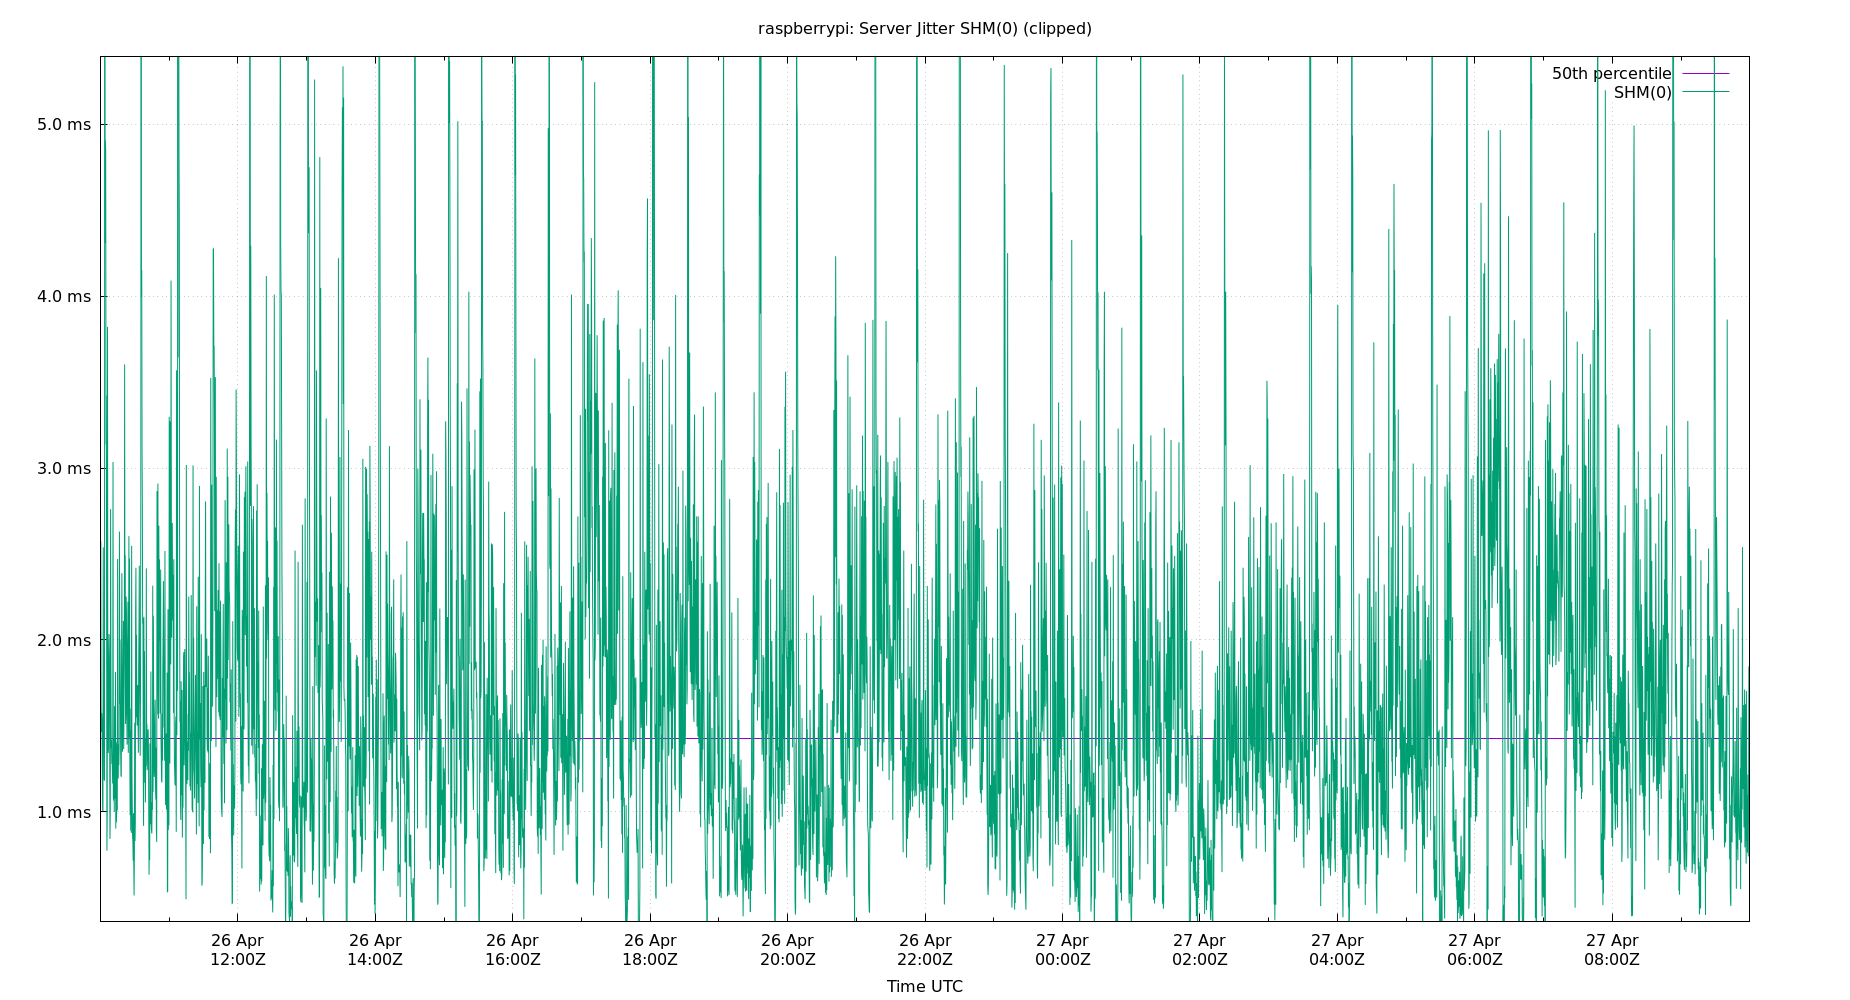 raspberrypi: Server Jitter SHM(0) (clipped)
50th percentile
SHM(0)
5.0 ms
4.0 ms
3.0 ms
2.0 ms
1.0 ms
26 Apr 26 Apr 26 Apr 26 Apr 26 Apr 26 Apr 27 Apr 27 Apr 27 Apr 27 Apr 27 Apr
12:00Z 14:00Z 16:00Z 18:00Z 20:00Z 22:00Z 00:00Z 02:00Z 04:00Z 06:00Z 08:00Z
Time UTC